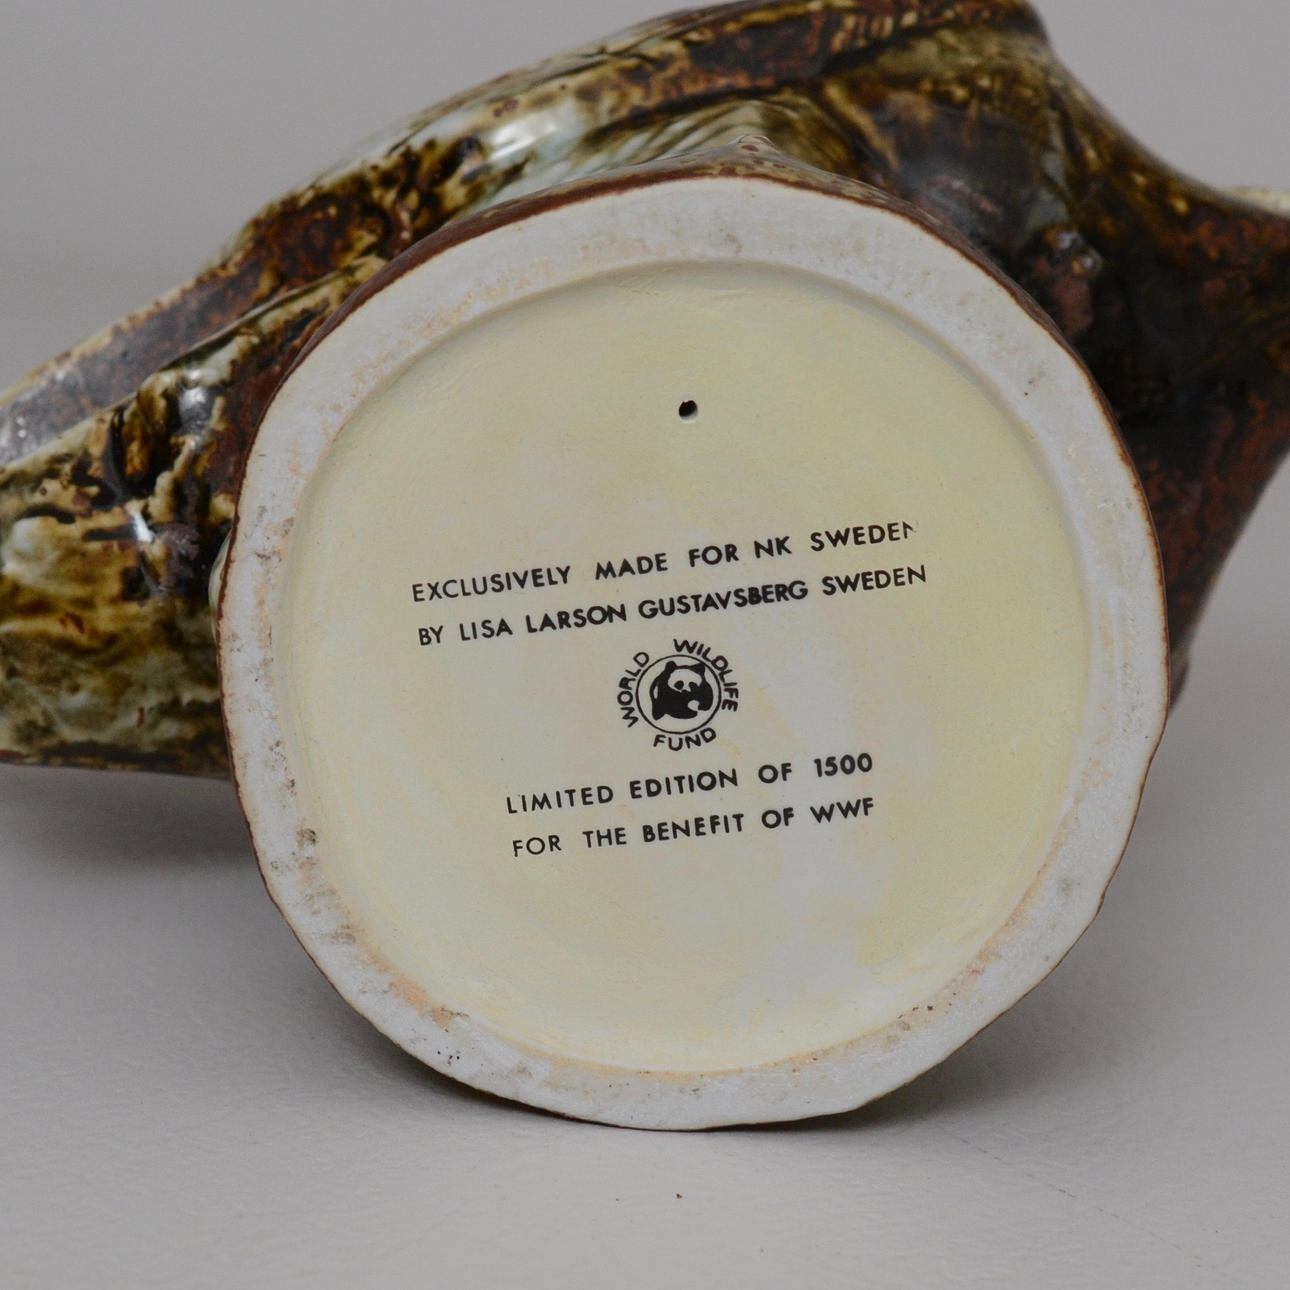 EXCLUSIVELY MADE FOR NK SWEDEN
BY LISA LARSON GUSTAVSBERG SWEDEN
WORLD WILDLIFE FUND
LIMITED EDITION OF 1500
FOR THE BENEFIT OF WWF